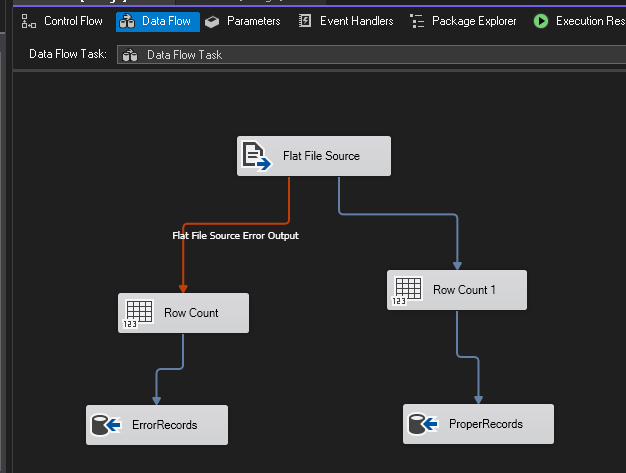 Control Flow
Data Flow
Parameters
Event Handlers
Package Explorer
Execution Res
Data Flow Task:
Data Flow Task
Flat File Source
Flat File Source Error Output
Row Count 1
123
Row Count
123
ErrorRecords
ProperRecords